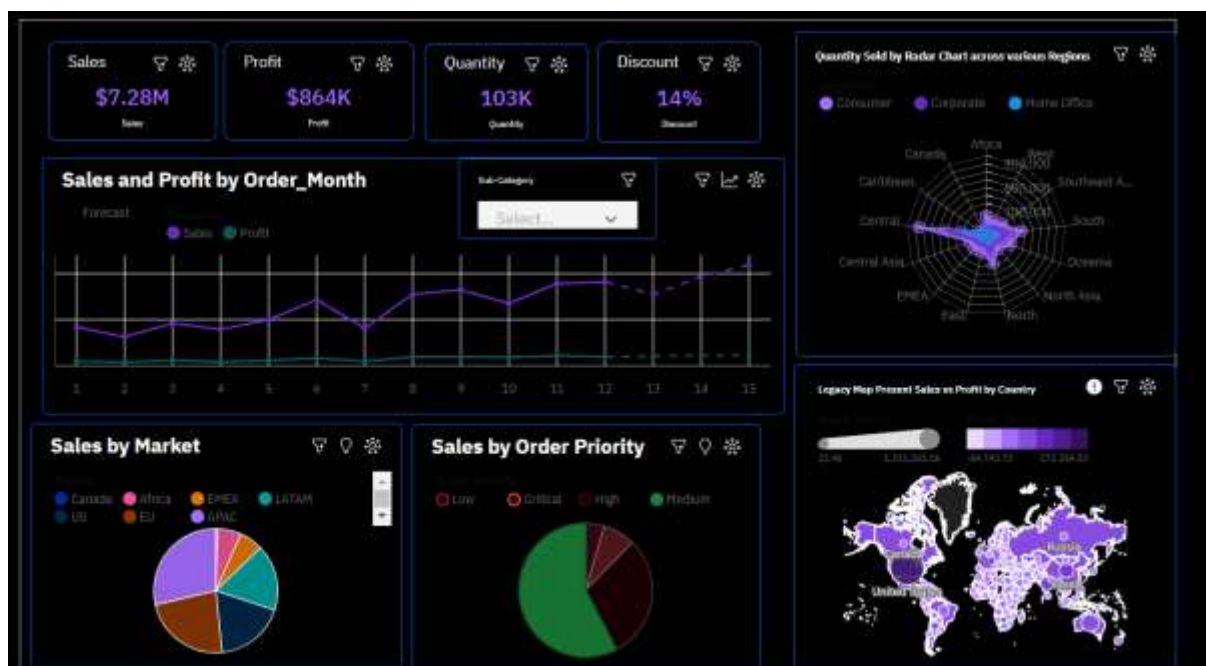 Sales
$7.28M
Sales
Profit
$864K
Profit
Quantity
103K
Quantity
Discount
14%
Discount
Quantity Sold by Radar Chart across various Regions
Consumer Corporate Home Office
Africa
Canada West
Caribbean Southeast A...
Central South
Central Asia Oceania
EMEA North Asia
East North
Sales and Profit by Order_Month
Sub-Category
Select...
Forecast
Sales Profit
1 2 3 4 5 6 7 8 9 10 11 12 13 14 15
Sales by Market
Canada Africa EMEA LATAM
US EU APAC
Sales by Order Priority
Low Critical High Medium
Legacy Map Present Sales vs Profit by Country
Canada
Russia
United